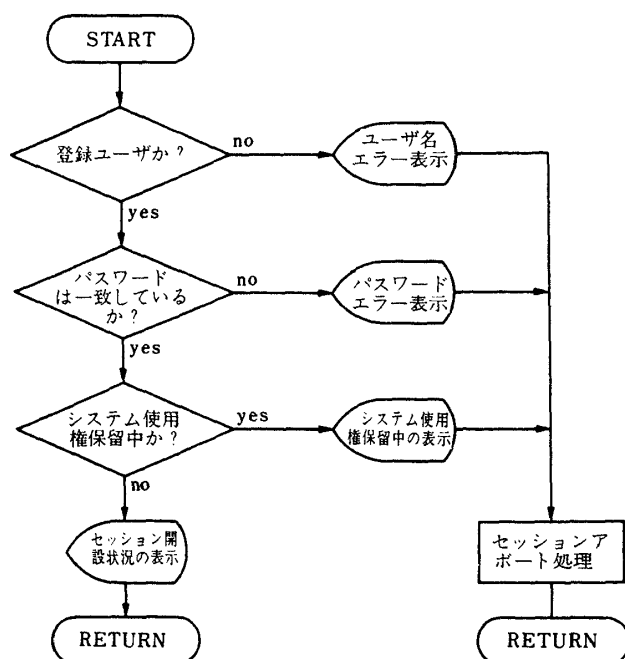 START
登録ユーザか?
no
ユーザ名
エラー表示
yes
パスワード
は一致している
か?
no
パスワード
エラー表示
yes
システム使用
権保留中か?
yes
システム使用
権保留中の表示
no
セッション開
設状況の表示
セッションア
ボート処理
RETURN
RETURN